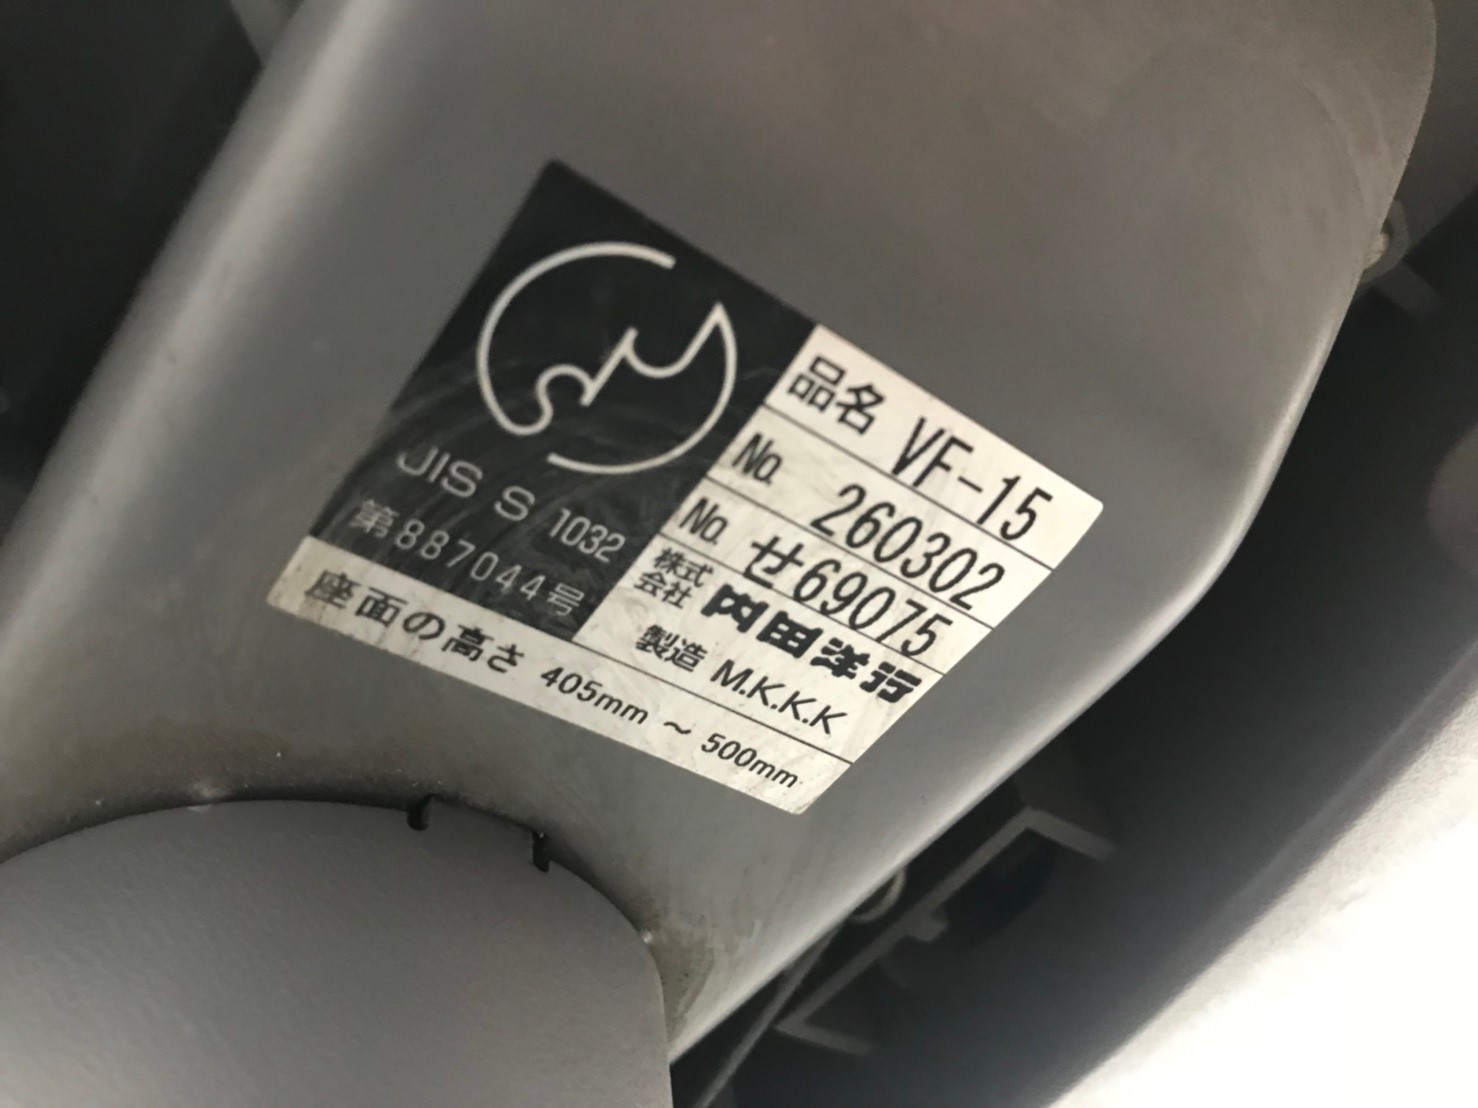 JIS S 1032
第887044号
品名 VF-15
No. 260302
No. せ69075
株式会社 内田洋行
製造 M.K.K.K
座面の高さ 405mm ～ 500mm